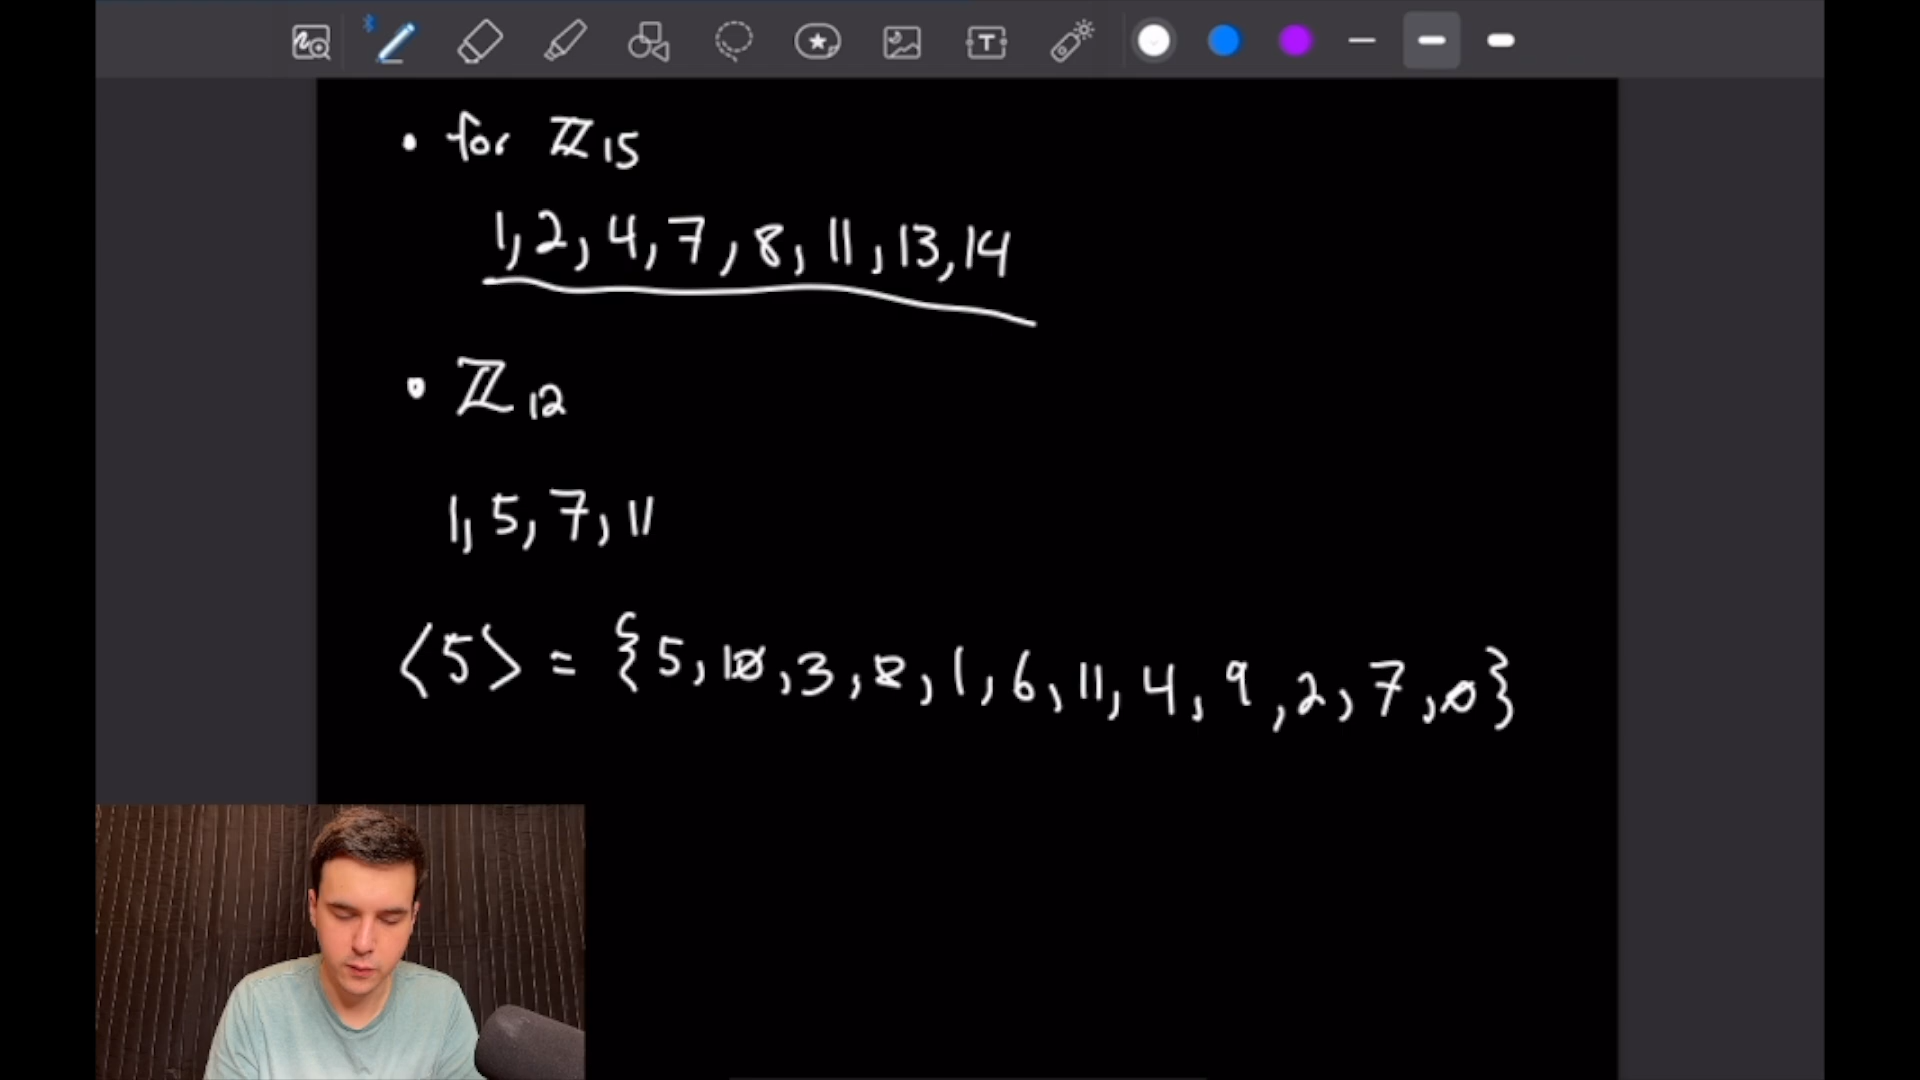 • for ℤ15
1, 2, 4, 7, 8, 11, 13, 14
• ℤ12
1, 5, 7, 11
⟨5⟩ = {5, 10, 3, 8, 1, 6, 11, 4, 9, 2, 7, 0}